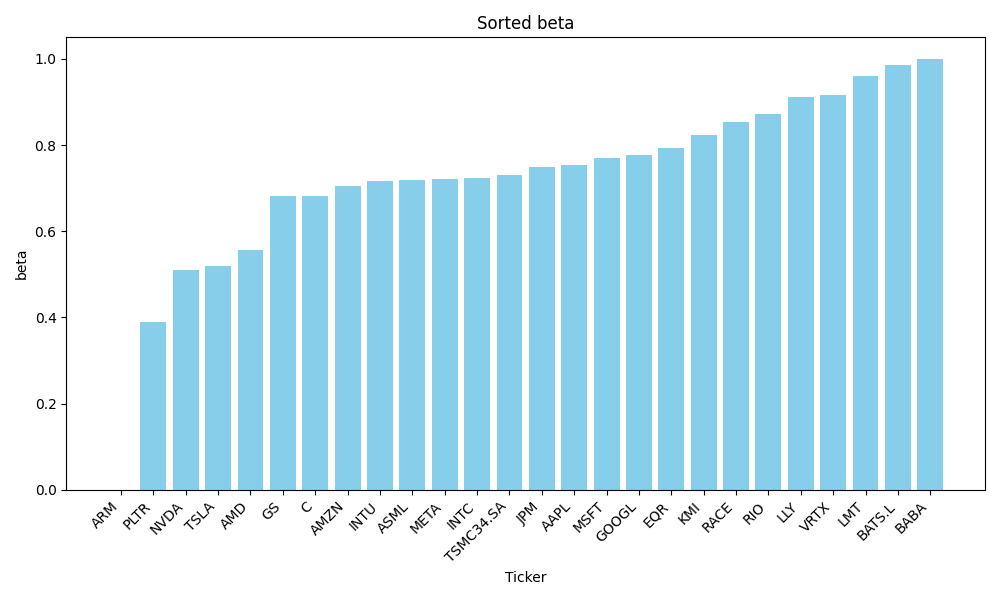 Sorted beta
beta
1.0
0.8
0.6
0.4
0.2
0.0
ARM
PLTR
NVDA
TSLA
AMD
GS
C
AMZN
INTU
ASML
META
INTC
TSMC34.SA
JPM
AAPL
MSFT
GOOGL
EQR
KMI
RACE
RIO
LLY
VRTX
LMT
BATS.L
BABA
Ticker